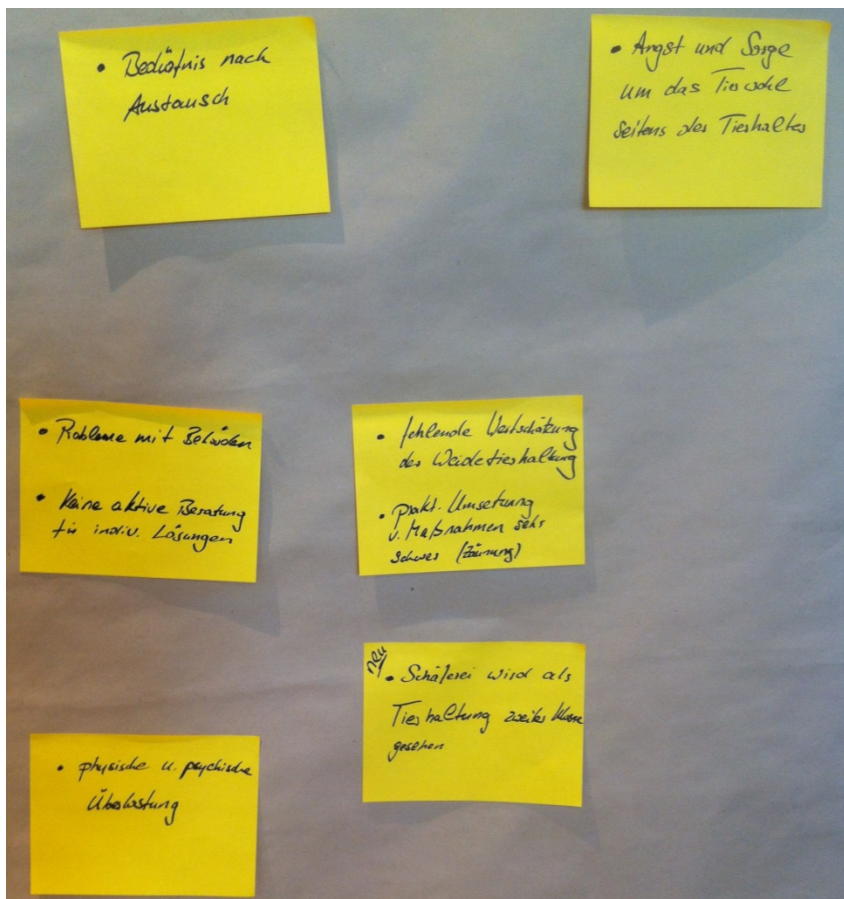 • Bedürfnis nach
Austausch
• Angst und Sorge
um das Tierwohl
seitens des Tierhalters
• Probleme mit Behörden
• Keine aktive Beratung
für indiv. Lösungen
• fehlende Wertschätzung
der Weidetierhaltung
• prakt. Umsetzung
v. Maßnahmen sehr
schwer (Zäunung)
neu
• Schäferei wird als
Tierhaltung zweiter Klasse
gesehen
• physische u. psychische
Überlastung